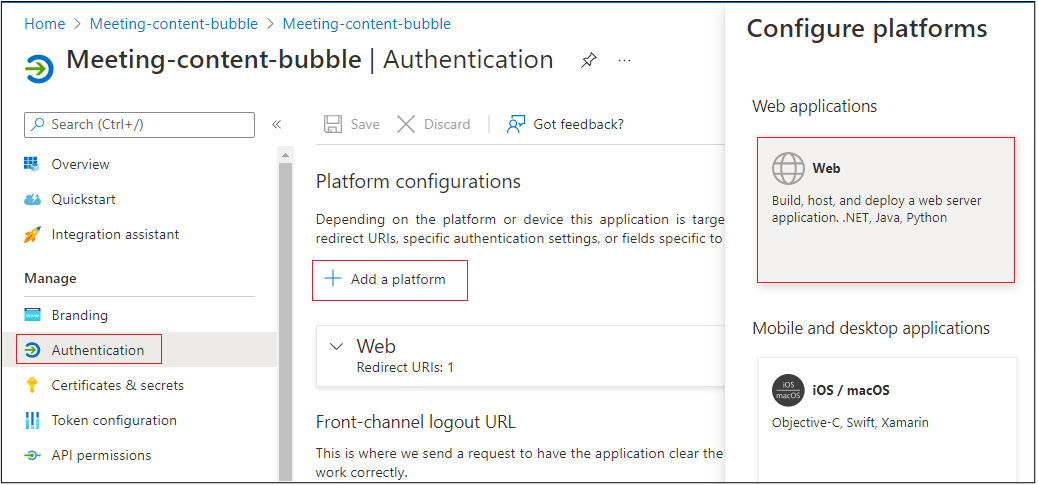 Home > Meeting-content-bubble > Meeting-content-bubble
Meeting-content-bubble | Authentication
Search (Ctrl+/)
Overview
Quickstart
Integration assistant
Manage
Branding
Authentication
Certificates & secrets
Token configuration
API permissions
Save
Discard
Got feedback?
Platform configurations
Depending on the platform or device this application is targe
redirect URIs, specific authentication settings, or fields specific to
Add a platform
Web
Redirect URIs: 1
Front-channel logout URL
This is where we send a request to have the application clear the
work correctly.
Configure platforms
Web applications
Web
Build, host, and deploy a web server
application. .NET, Java, Python
Mobile and desktop applications
iOS
macOS
iOS / macOS
Objective-C, Swift, Xamarin